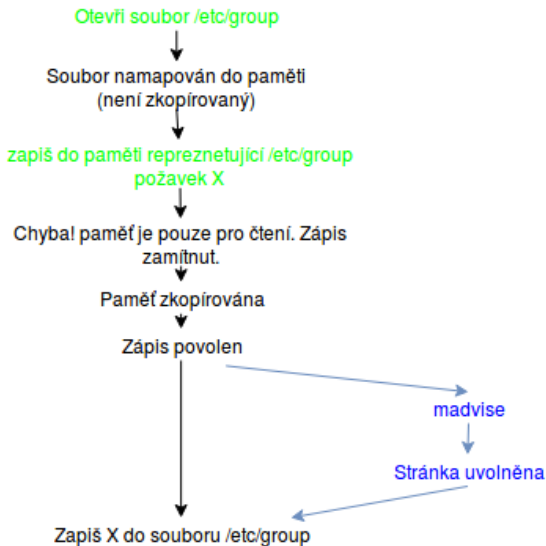 Otevři soubor /etc/group
Soubor namapován do paměti
(není zkopírovaný)
zapiš do paměti repreznetující /etc/group
požavek X
Chyba! paměť je pouze pro čtení. Zápis
zamítnut.
Paměť zkopírována
Zápis povolen
madvise
Stránka uvolněna
Zapiš X do souboru /etc/group